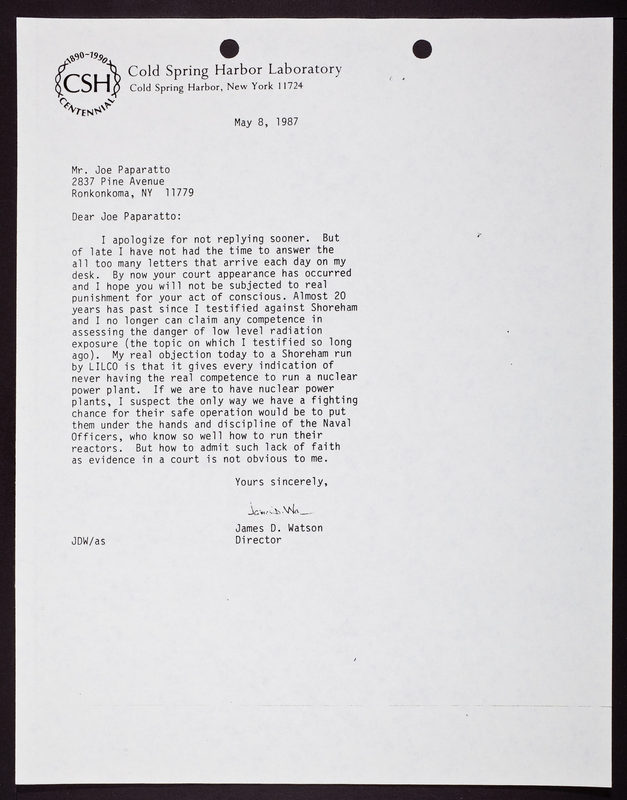 1890-1990
CSH
CENTENNIAL
Cold Spring Harbor Laboratory
Cold Spring Harbor, New York 11724
May 8, 1987
Mr. Joe Paparatto
2837 Pine Avenue
Ronkonkoma, NY 11779
Dear Joe Paparatto:
I apologize for not replying sooner. But
of late I have not had the time to answer the
all too many letters that arrive each day on my
desk. By now your court appearance has occurred
and I hope you will not be subjected to real
punishment for your act of conscious. Almost 20
years has past since I testified against Shoreham
and I no longer can claim any competence in
assessing the danger of low level radiation
exposure (the topic on which I testified so long
ago). My real objection today to a Shoreham run
by LILCO is that it gives every indication of
never having the real competence to run a nuclear
power plant. If we are to have nuclear power
plants, I suspect the only way we have a fighting
chance for their safe operation would be to put
them under the hands and discipline of the Naval
Officers, who know so well how to run their
reactors. But how to admit such lack of faith
as evidence in a court is not obvious to me.
Yours sincerely,
James D. Wa
James D. Watson
JDW/as Director